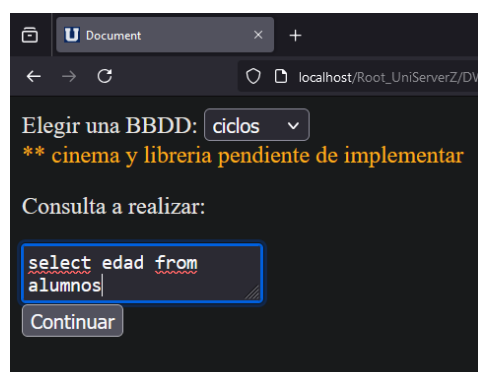 Document
localhost/Root_UniServerZ/DV
Elegir una BBDD: ciclos
** cinema y libreria pendiente de implementar
Consulta a realizar:
select edad from
alumnos
Continuar